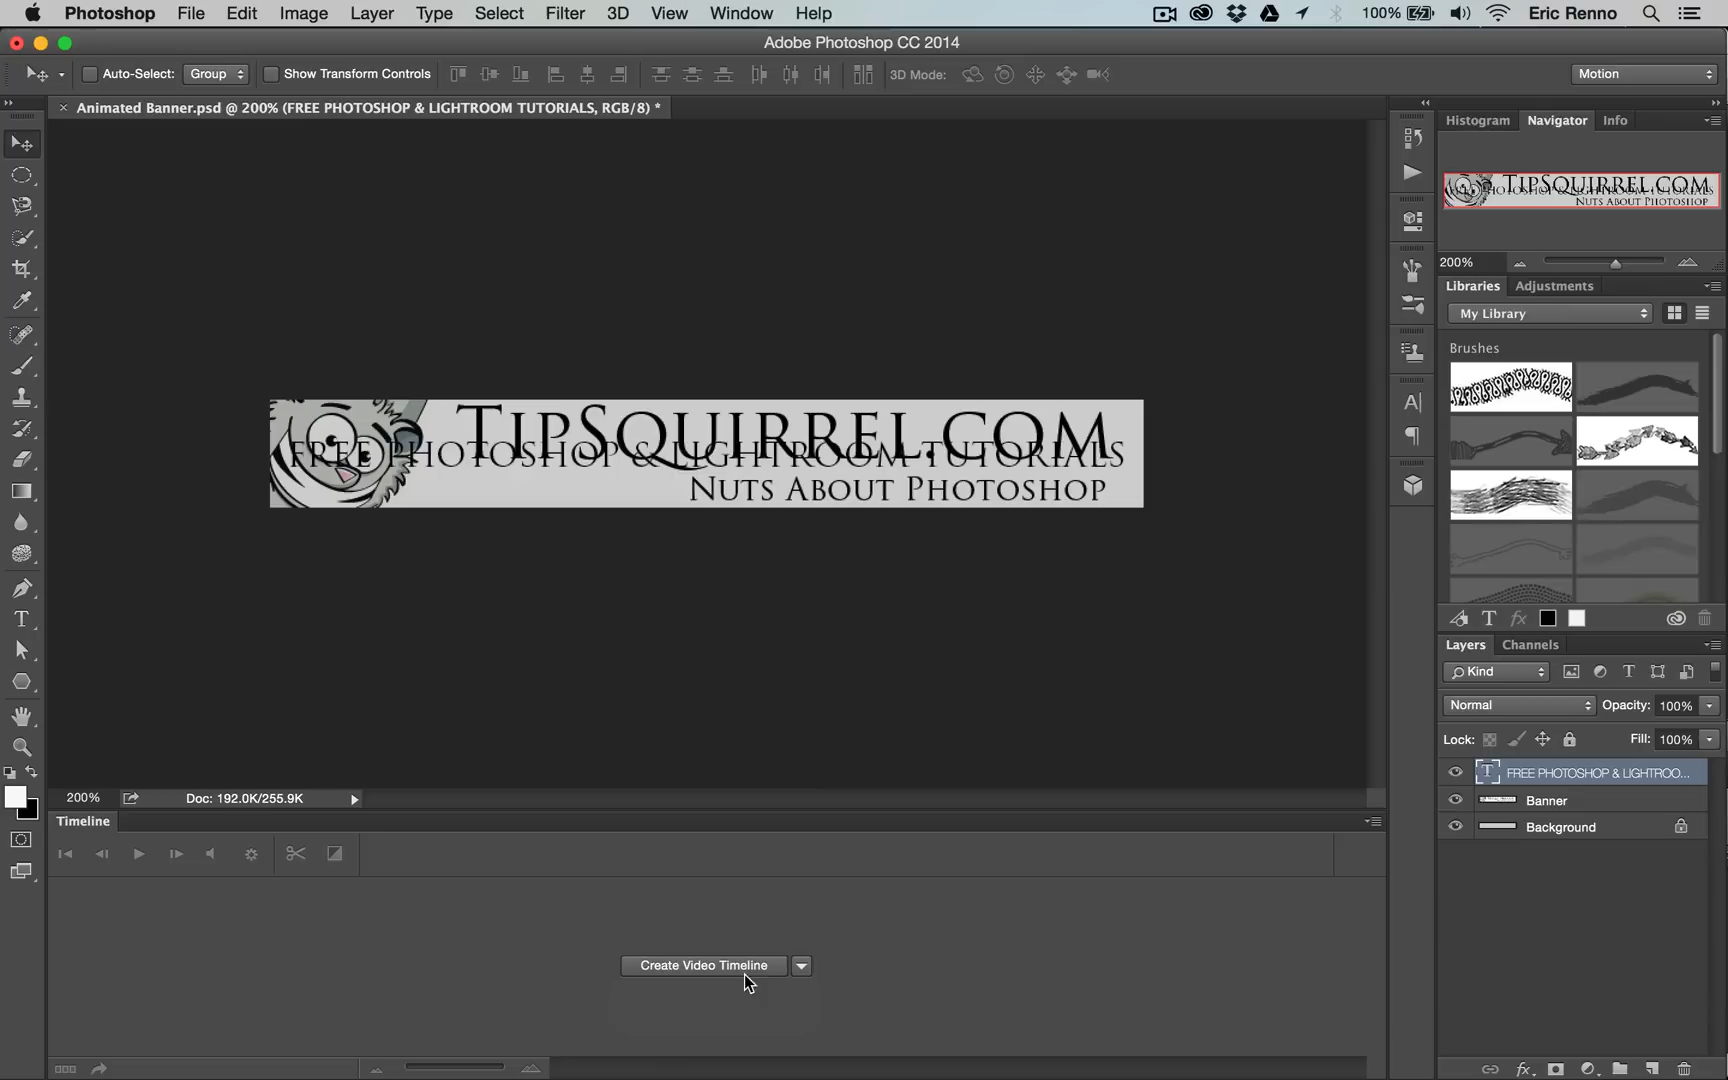 Photoshop File Edit Image Layer Type Select Filter 3D View Window Help 100% Eric Renno
Adobe Photoshop CC 2014
Auto-Select: Group Show Transform Controls 3D Mode: Motion
Animated Banner.psd @ 200% (FREE PHOTOSHOP & LIGHTROOM TUTORIALS, RGB/8) *
Histogram Navigator Info
TIPSQUIRREL.COM
FREE PHOTOSHOP & LIGHTROOM TUTORIALS
NUTS ABOUT PHOTOSHOP
200%
Libraries Adjustments
My Library
Brushes
TIPSQUIRREL.COM
FREE PHOTOSHOP & LIGHTROOM TUTORIALS
NUTS ABOUT PHOTOSHOP
Layers Channels
Kind
Normal Opacity: 100%
Lock: Fill: 100%
FREE PHOTOSHOP & LIGHTROO...
Banner
Background
200% Doc: 192.0K/255.9K
Timeline
Create Video Timeline